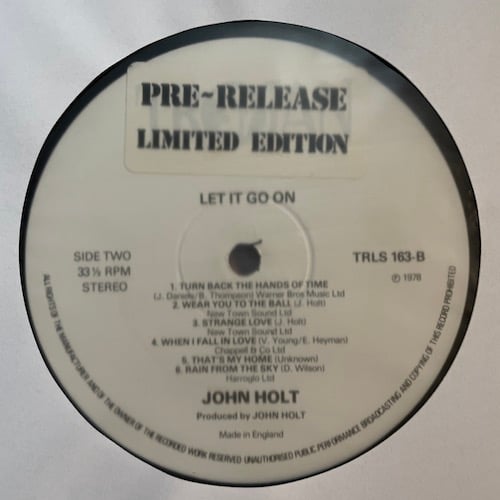 PRE-RELEASE
LIMITED EDITION
LET IT GO ON
SIDE TWO
33 ⅓ RPM
STEREO
TRLS 163-B
℗ 1978
1. TURN BACK THE HANDS OF TIME
(J. Daniels/B. Thompson) Warner Bros Music Ltd
2. WEAR YOU TO THE BALL (J. Holt)
New Town Sound Ltd
3. STRANGE LOVE (J. Holt)
New Town Sound Ltd
4. WHEN I FALL IN LOVE (V. Young/E. Heyman)
Chappell & Co Ltd
5. THAT'S MY HOME (Unknown)
6. RAIN FROM THE SKY (D. Wilson)
Harroglo Ltd
JOHN HOLT
Produced by JOHN HOLT
Made in England
ALL RIGHTS OF THE MANUFACTURER AND OF THE OWNER OF THE RECORDED WORK RESERVED UNAUTHORISED PUBLIC PERFORMANCE BROADCASTING AND COPYING OF THIS RECORD PROHIBITED